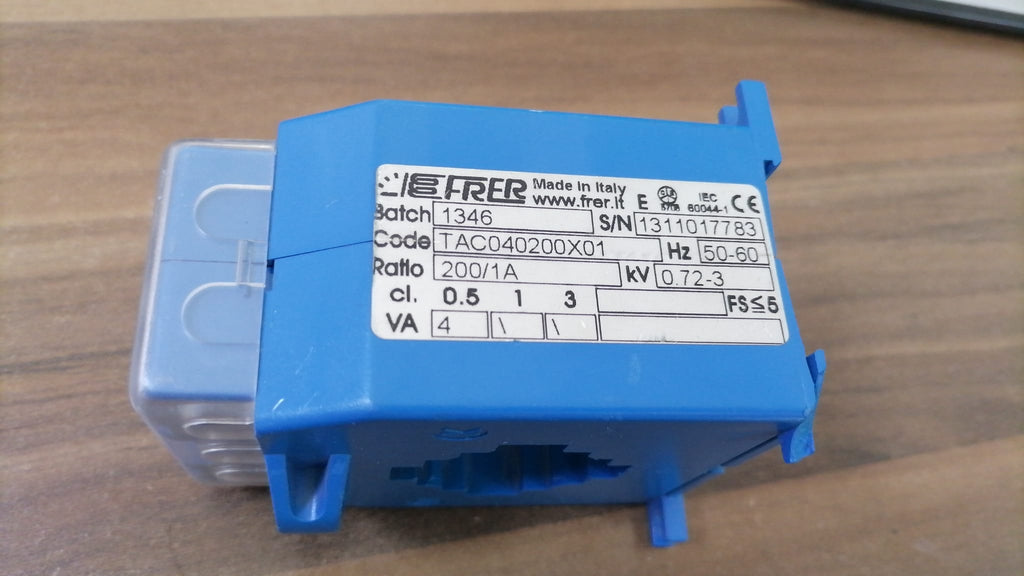 FRER Made in Italy
www.frer.it E IEC 60044-1 CE
Batch 1346 S/N 1311017783
Code TAC040200X01 Hz 50-60
Ratio 200/1A kV 0.72-3
cl. 0.5 1 3 FS≤5
VA 4 \ \